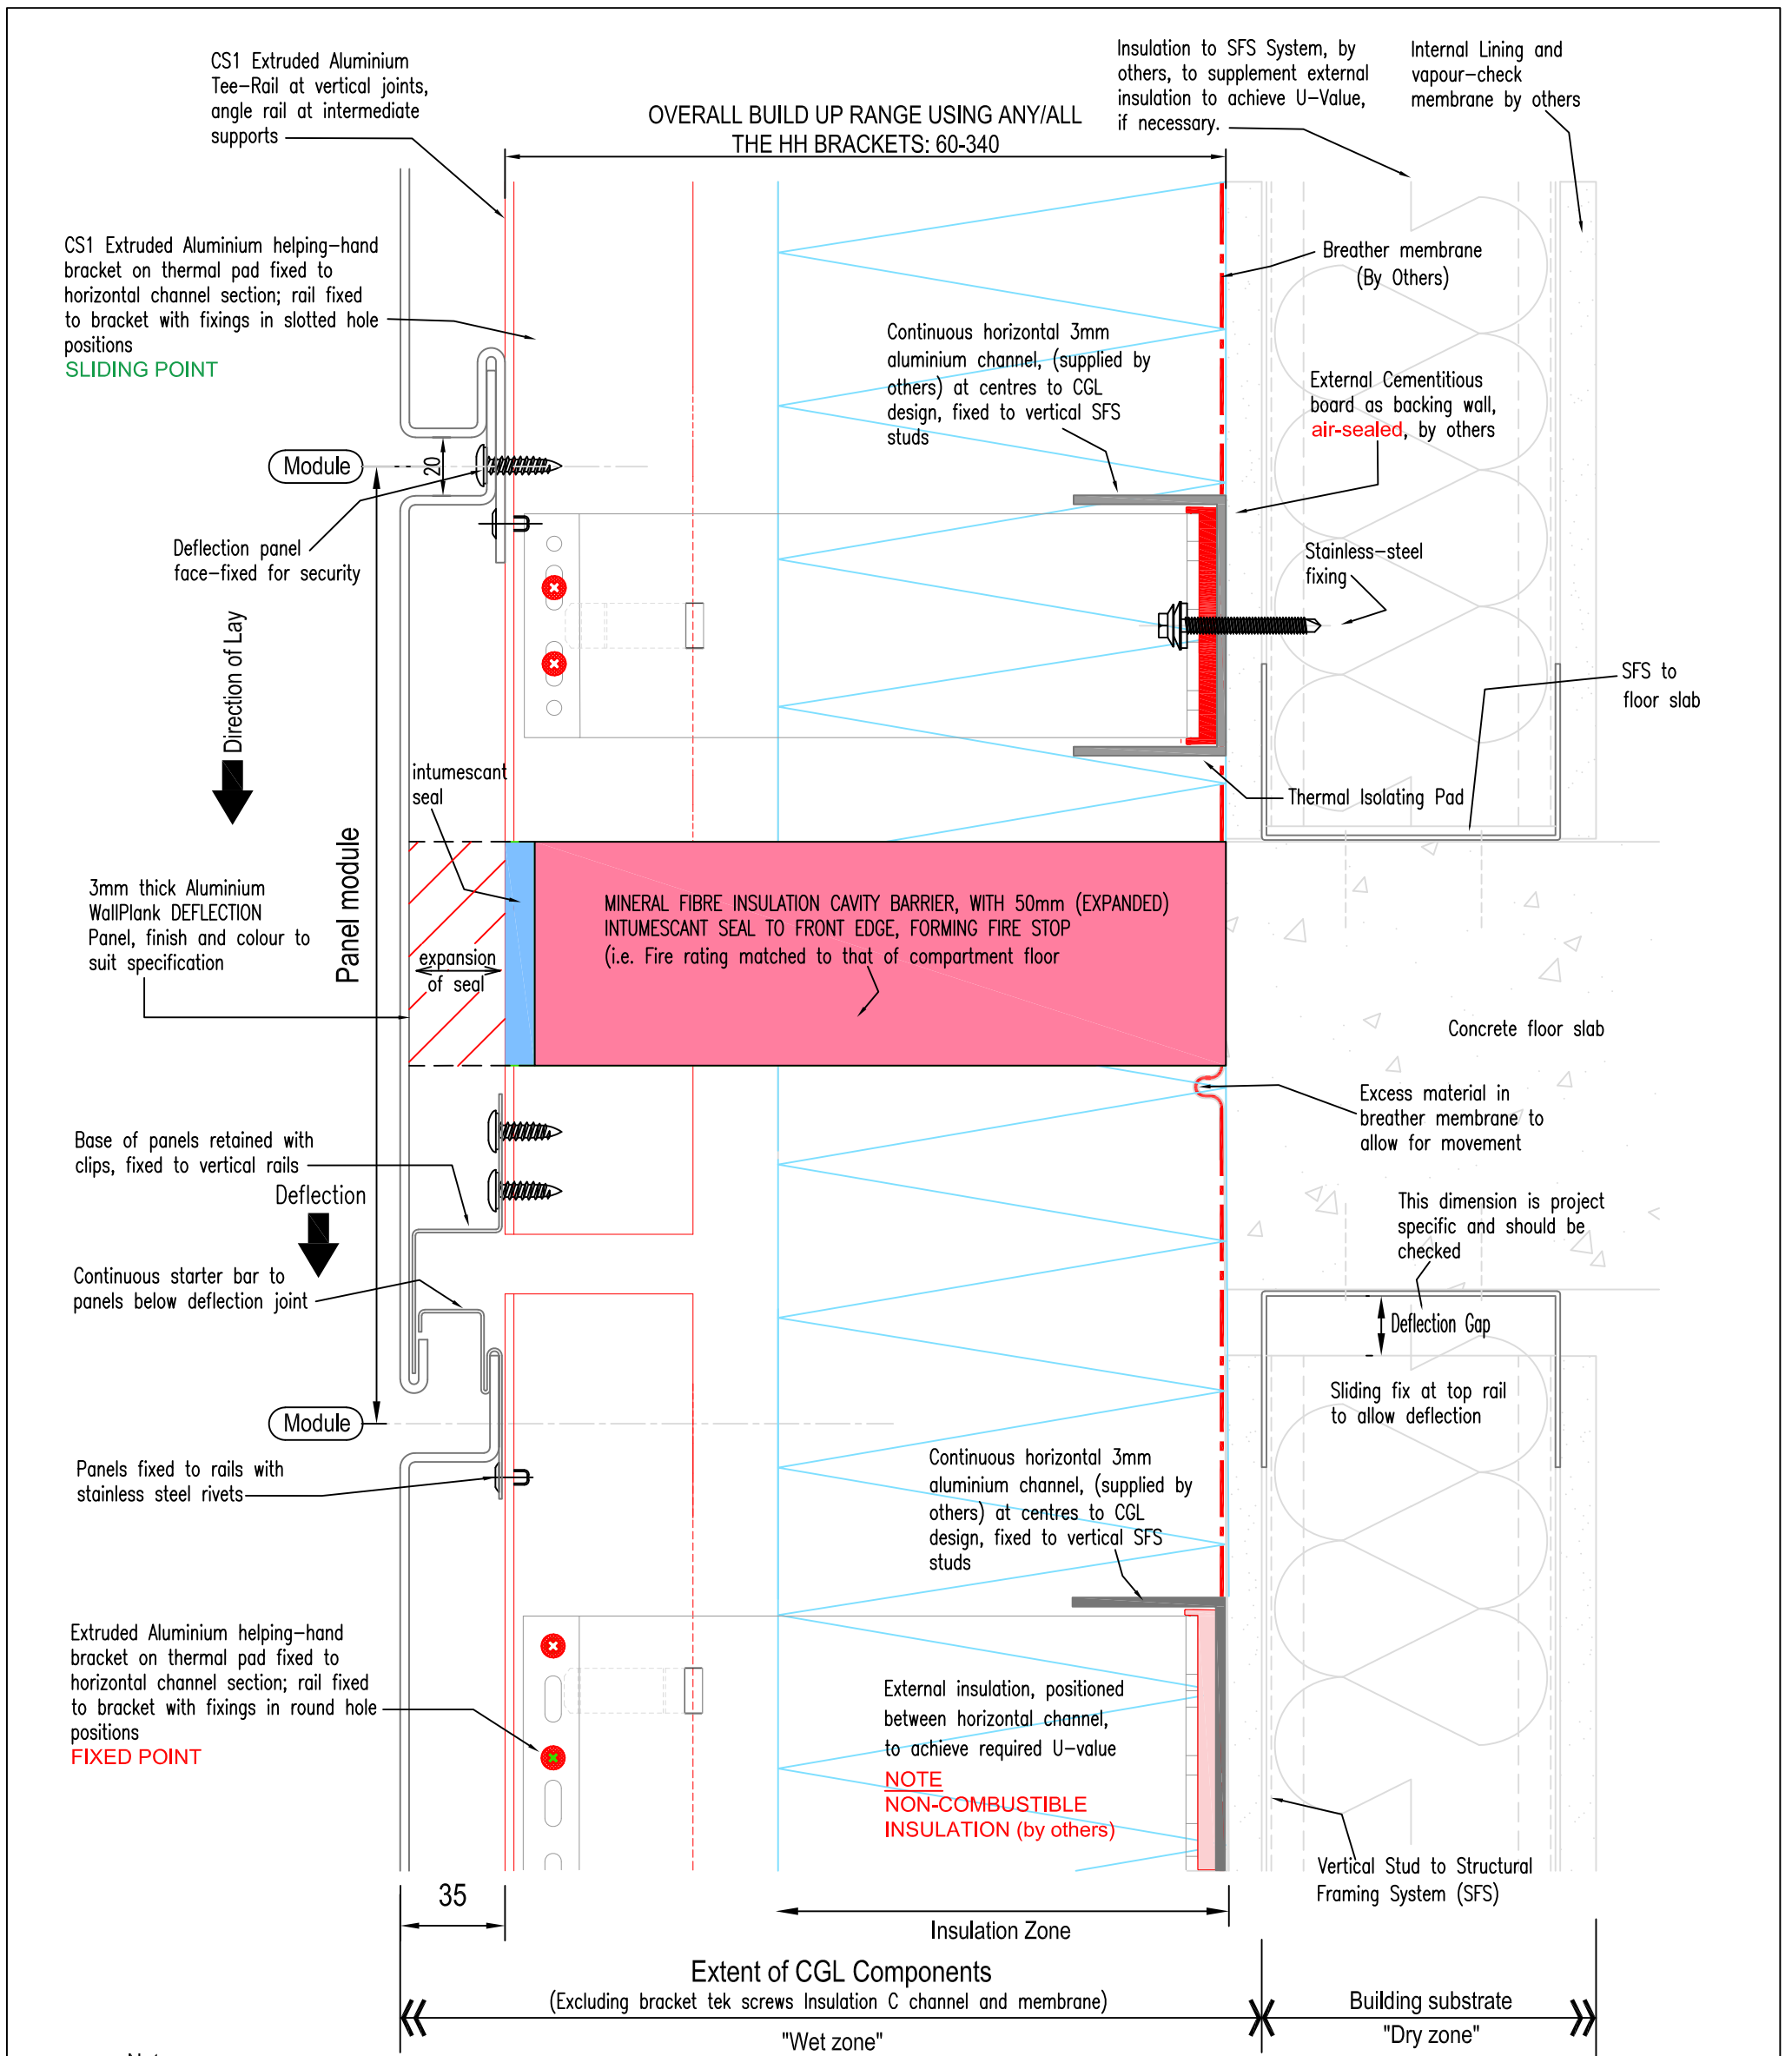 CS1 Extruded Aluminium
Tee-Rail at vertical joints,
angle rail at intermediate
supports
OVERALL BUILD UP RANGE USING ANY/ALL
THE HH BRACKETS: 60-340
Insulation to SFS System, by
others, to supplement external
insulation to achieve U-Value,
if necessary.
Internal Lining and
vapour-check
membrane by others
CS1 Extruded Aluminium helping-hand
bracket on thermal pad fixed to
horizontal channel section; rail fixed
to bracket with fixings in slotted hole
positions
SLIDING POINT
Breather membrane
(By Others)
Continuous horizontal 3mm
aluminium channel, (supplied by
others) at centres to CGL
design, fixed to vertical SFS
studs
External Cementitious
board as backing wall,
air-sealed, by others
Module
20
Deflection panel
face-fixed for security
Stainless-steel
fixing
Direction of Lay
SFS to
floor slab
intumescant
seal
Thermal Isolating Pad
Panel module
3mm thick Aluminium
WallPlank DEFLECTION
Panel, finish and colour to
suit specification
expansion
of seal
MINERAL FIBRE INSULATION CAVITY BARRIER, WITH 50mm (EXPANDED)
INTUMESCANT SEAL TO FRONT EDGE, FORMING FIRE STOP
(i.e. Fire rating matched to that of compartment floor
Concrete floor slab
Excess material in
breather membrane to
allow for movement
Base of panels retained with
clips, fixed to vertical rails
Deflection
This dimension is project
specific and should be
checked
Continuous starter bar to
panels below deflection joint
Deflection Gap
Sliding fix at top rail
to allow deflection
Module
Panels fixed to rails with
stainless steel rivets
Continuous horizontal 3mm
aluminium channel, (supplied by
others) at centres to CGL
design, fixed to vertical SFS
studs
Extruded Aluminium helping-hand
bracket on thermal pad fixed to
horizontal channel section; rail fixed
to bracket with fixings in round hole
positions
FIXED POINT
External insulation, positioned
between horizontal channel,
to achieve required U-value
NOTE
NON-COMBUSTIBLE
INSULATION (by others)
Vertical Stud to Structural
Framing System (SFS)
35
Insulation Zone
Extent of CGL Components
(Excluding bracket tek screws Insulation C channel and membrane)
"Wet zone"
Building substrate
"Dry zone"